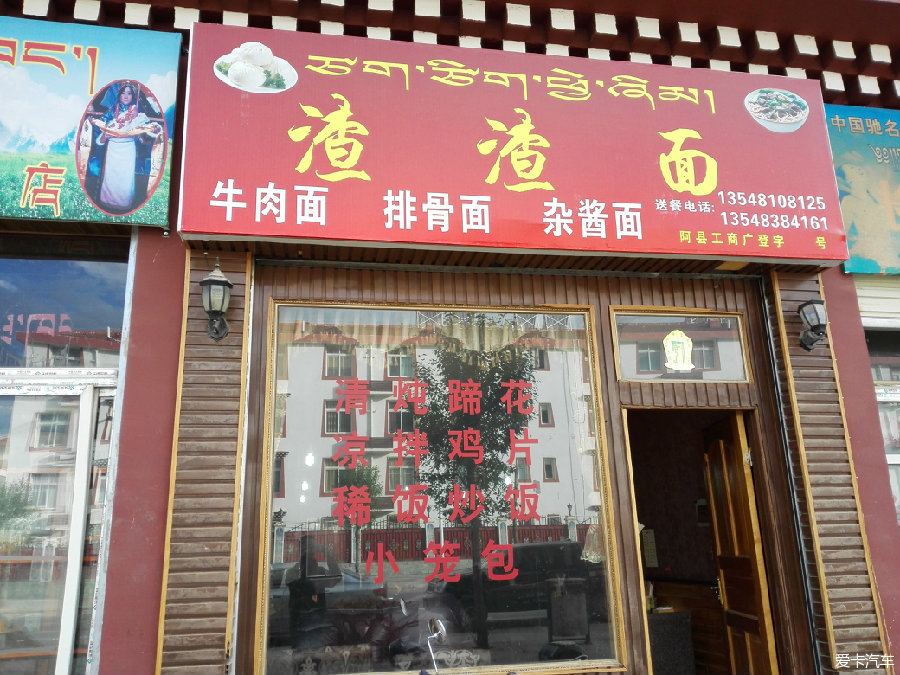 ཙག་ཙིག་ཕྱེ་ཞིམ།
渣渣面
牛肉面 排骨面 杂酱面
送餐电话: 13548108125
13548384161
阿县工商广登字 号
店
中国驰名
清炖蹄花
凉拌鸡片
稀饭炒饭
小笼包
爱卡汽车